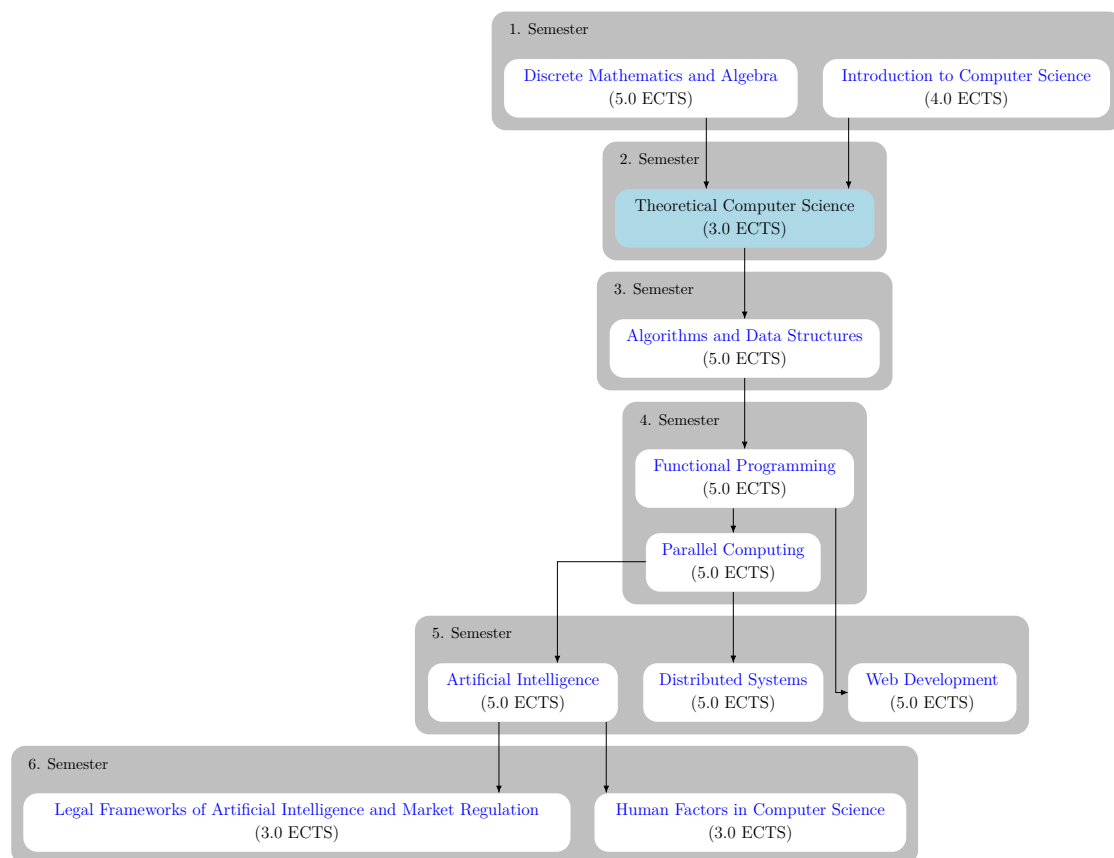 1. Semester
Discrete Mathematics and Algebra
(5.0 ECTS)
Introduction to Computer Science
(4.0 ECTS)
2. Semester
Theoretical Computer Science
(3.0 ECTS)
3. Semester
Algorithms and Data Structures
(5.0 ECTS)
4. Semester
Functional Programming
(5.0 ECTS)
Parallel Computing
(5.0 ECTS)
5. Semester
Artificial Intelligence
(5.0 ECTS)
Distributed Systems
(5.0 ECTS)
Web Development
(5.0 ECTS)
6. Semester
Legal Frameworks of Artificial Intelligence and Market Regulation
(3.0 ECTS)
Human Factors in Computer Science
(3.0 ECTS)